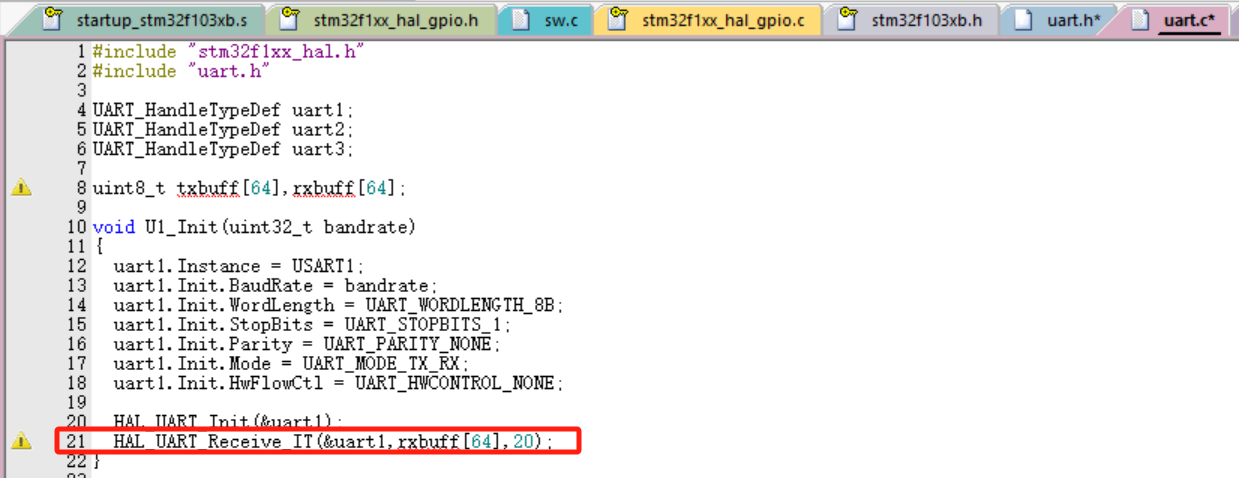 startup_stm32f103xb.s stm32f1xx_hal_gpio.h sw.c stm32f1xx_hal_gpio.c stm32f103xb.h uart.h* uart.c*
1 #include "stm32f1xx_hal.h"
2 #include "uart.h"
3
4 UART_HandleTypeDef uart1;
5 UART_HandleTypeDef uart2;
6 UART_HandleTypeDef uart3;
7
8 uint8_t txbuff[64],rxbuff[64];
9
10 void U1_Init(uint32_t bandrate)
11 {
12 uart1.Instance = USART1;
13 uart1.Init.BaudRate = bandrate;
14 uart1.Init.WordLength = UART_WORDLENGTH_8B;
15 uart1.Init.StopBits = UART_STOPBITS_1;
16 uart1.Init.Parity = UART_PARITY_NONE;
17 uart1.Init.Mode = UART_MODE_TX_RX;
18 uart1.Init.HwFlowCtl = UART_HWCONTROL_NONE;
19
20 HAL_UART_Init(&uart1);
21 HAL_UART_Receive_IT(&uart1,rxbuff[64],20);
22 }
23